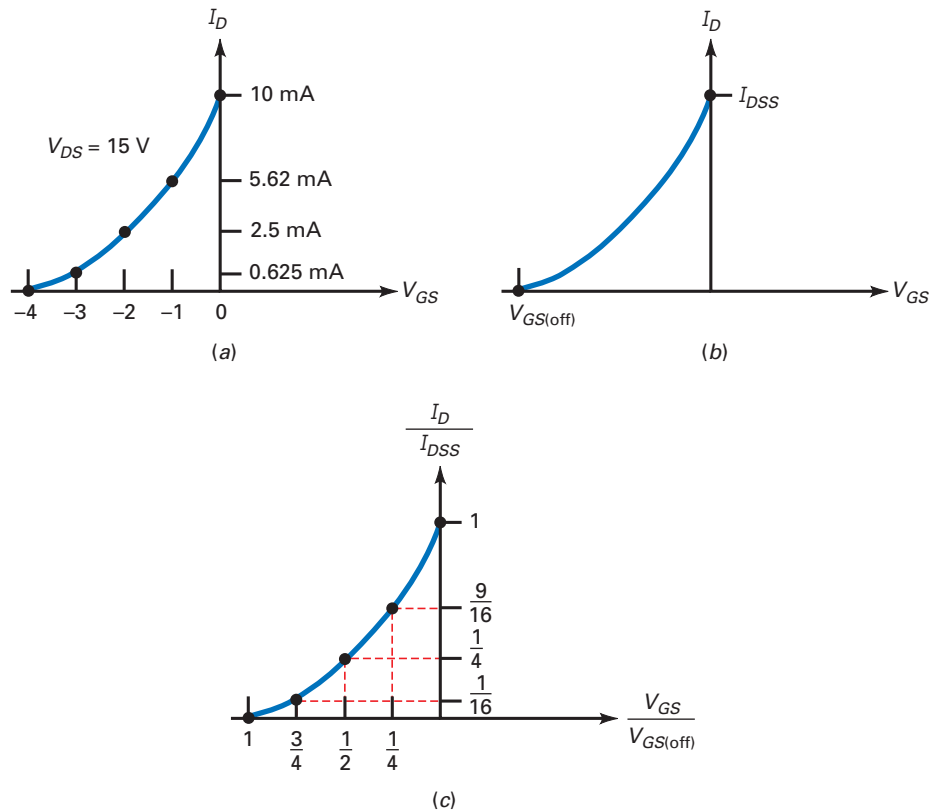 I_D
10 mA
V_DS = 15 V
5.62 mA
2.5 mA
0.625 mA
V_GS
–4 –3 –2 –1 0
(a)
I_D
I_DSS
V_GS
V_GS(off)
(b)
I_D
I_DSS
1
9
16
1
4
1
16
V_GS
V_GS(off)
1 3/4 1/2 1/4
(c)